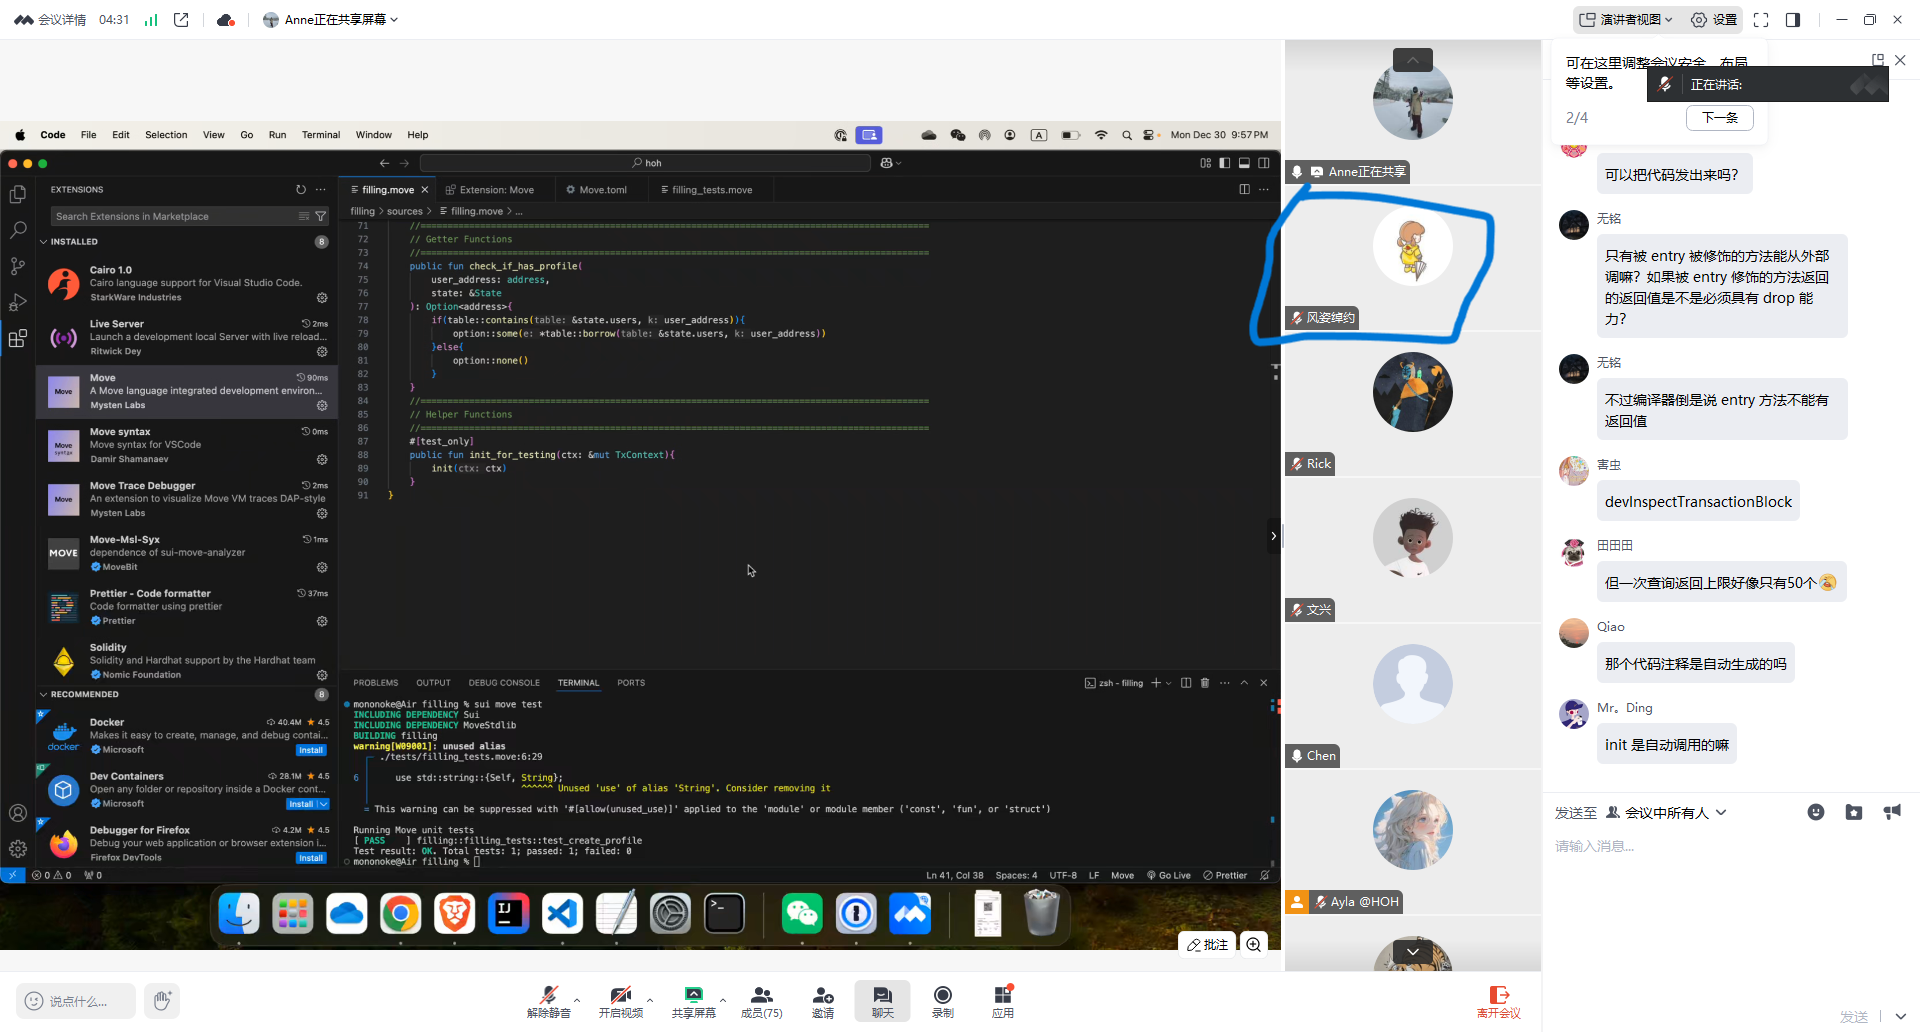 会议详情 04:31 Anne正在共享屏幕
演讲者视图 设置
Code File Edit Selection View Go Run Terminal Window Help
Mon Dec 30 9:57 PM
hoh
EXTENSIONS
Search Extensions in Marketplace
INSTALLED 8
Cairo 1.0
Cairo language support for Visual Studio Code.
StarkWare Industries
Live Server 2ms
Launch a development local Server with live reload...
Ritwick Dey
Move 90ms
A Move language integrated development environ...
Mysten Labs
Move syntax 0ms
Move syntax for VSCode
Damir Shamanaev
Move Trace Debugger 2ms
An extension to visualize Move VM traces DAP-style
Mysten Labs
Move-Msl-Syx 1ms
dependence of sui-move-analyzer
MoveBit
Prettier - Code formatter 37ms
Code formatter using prettier
Prettier
Solidity
Solidity and Hardhat support by the Hardhat team
Nomic Foundation
RECOMMENDED 8
Docker 40.4M 4.5
Makes it easy to create, manage, and debug contai...
Microsoft Install
Dev Containers 28.1M 4.5
Open any folder or repository inside a Docker cont...
Microsoft Install
Debugger for Firefox 4.2M 4.5
Debug your web application or browser extension i...
Firefox DevTools Install
filling.move Extension: Move Move.toml filling_tests.move
filling > sources > filling.move > ...
71 //==================================================================================================
72 // Getter Functions
73 //==================================================================================================
74 public fun check_if_has_profile(
75 user_address: address,
76 state: &State
77 ): Option<address>{
78 if(table::contains(table: &state.users, k: user_address)){
79 option::some(e: *table::borrow(table: &state.users, k: user_address))
80 }else{
81 option::none()
82 }
83 }
84 //==================================================================================================
85 // Helper Functions
86 //==================================================================================================
87 #[test_only]
88 public fun init_for_testing(ctx: &mut TxContext){
89 init(ctx: ctx)
90 }
91 }
PROBLEMS OUTPUT DEBUG CONSOLE TERMINAL PORTS
zsh - filling
mononoke@Air filling % sui move test
INCLUDING DEPENDENCY Sui
INCLUDING DEPENDENCY MoveStdlib
BUILDING filling
warning[W09001]: unused alias
./tests/filling_tests.move:6:29
6 use std::string::{Self, String};
^^^^^^ Unused 'use' of alias 'String'. Consider removing it
= This warning can be suppressed with '#[allow(unused_use)]' applied to the 'module' or module member ('const', 'fun', or 'struct')
Running Move unit tests
[ PASS ] filling::filling_tests::test_create_profile
Test result: OK. Total tests: 1; passed: 1; failed: 0
mononoke@Air filling %
0 0 0
Ln 41, Col 38 Spaces: 4 UTF-8 LF Move Go Live Prettier
批注
Anne正在共享
风姿绰约
Rick
文兴
Chen
Ayla @HOH
可在这里调整会议安全、布局
等设置。
正在讲话:
2/4 下一条
可以把代码发出来吗？
无铭
只有被 entry 被修饰的方法能从外部
调嘛？如果被 entry 修饰的方法返回
的返回值是不是必须具有 drop 能
力？
无铭
不过编译器倒是说 entry 方法不能有
返回值
害虫
devInspectTransactionBlock
田田田
但一次查询返回上限好像只有50个
Qiao
那个代码注释是自动生成的吗
Mr。Ding
init 是自动调用的嘛
发送至 会议中所有人
请输入消息...
发送
说点什么...
解除静音 开启视频 共享屏幕 成员(75) 邀请 聊天 录制 应用
离开会议